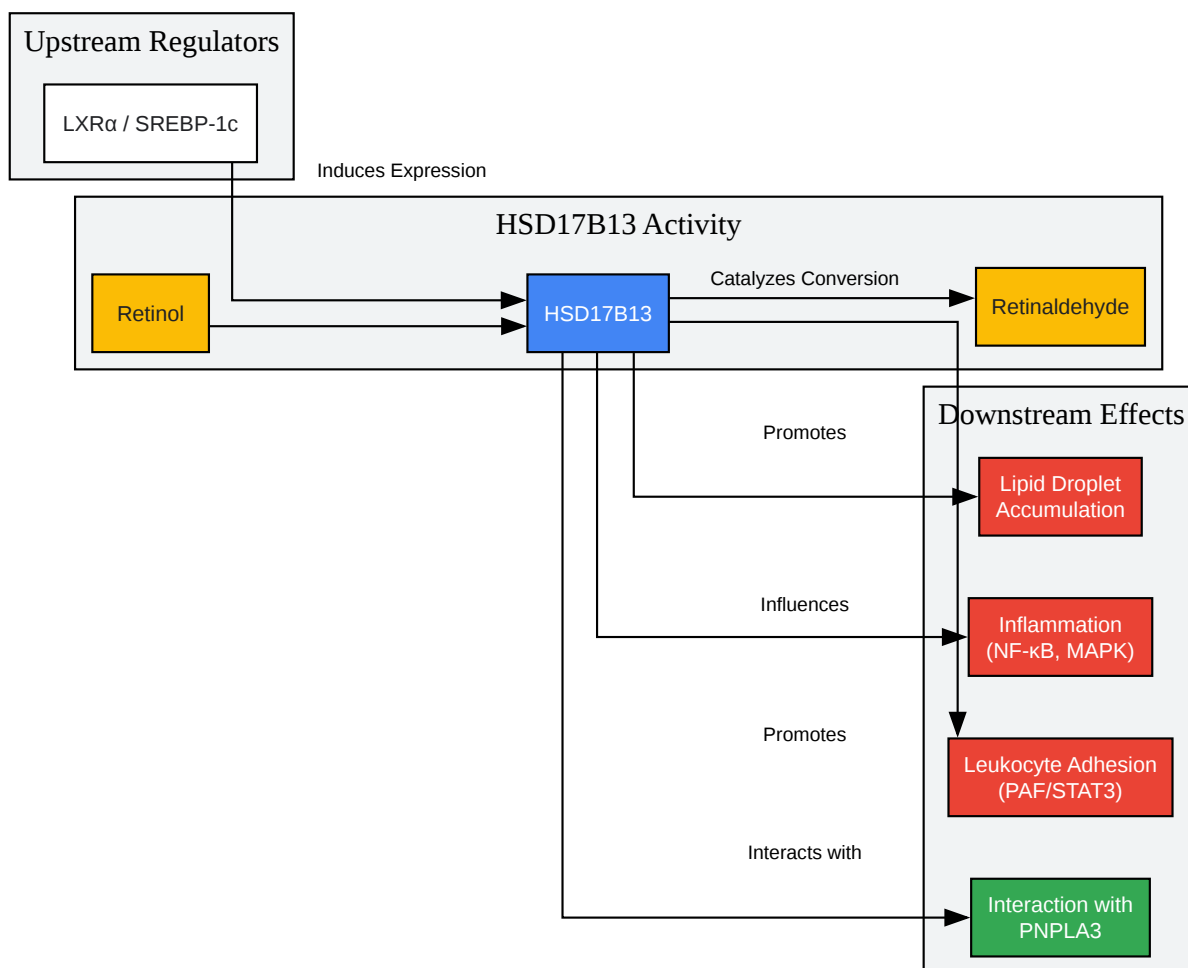 Upstream Regulators
LXRα / SREBP-1c
Induces Expression
HSD17B13 Activity
Retinol
HSD17B13
Catalyzes Conversion
Retinaldehyde
Downstream Effects
Promotes
Lipid Droplet
Accumulation
Influences
Inflammation
(NF-κB, MAPK)
Promotes
Leukocyte Adhesion
(PAF/STAT3)
Interacts with
Interaction with
PNPLA3